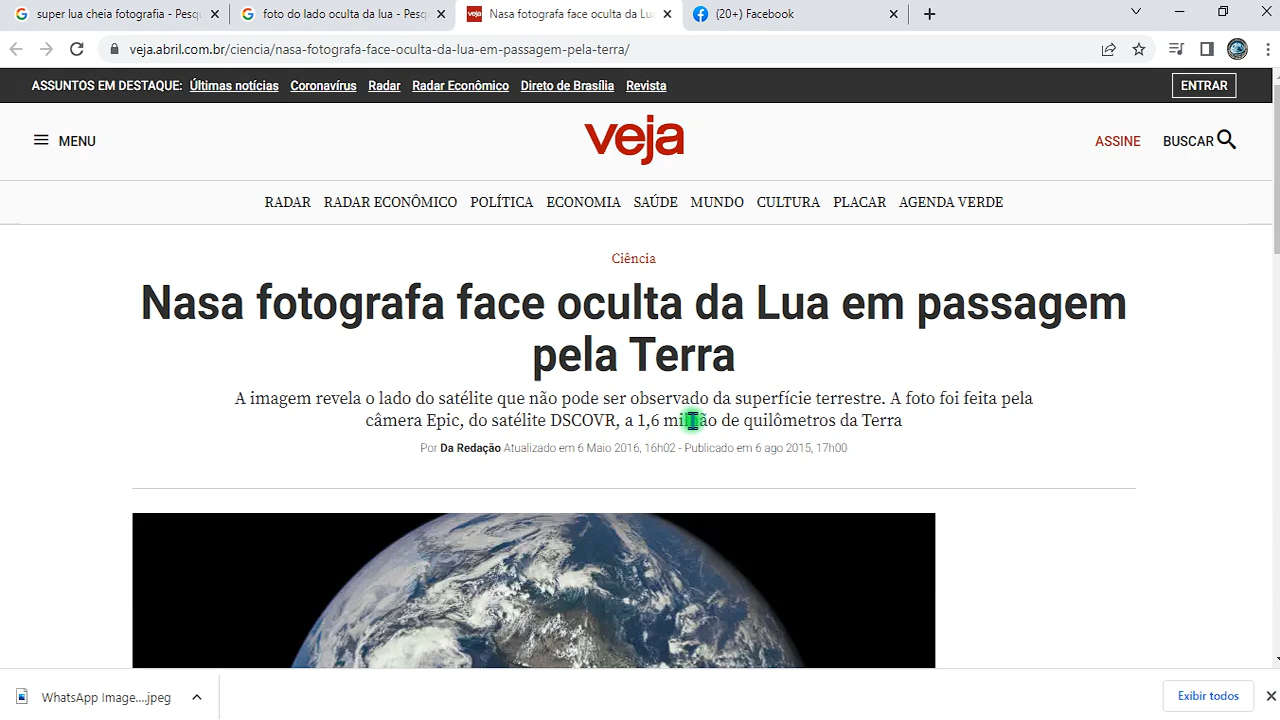 super lua cheia fotografia - Pesqu
foto do lado oculta da lua - Pesqu
Nasa fotografa face oculta da Lua
(20+) Facebook
veja.abril.com.br/ciencia/nasa-fotografa-face-oculta-da-lua-em-passagem-pela-terra/
ASSUNTOS EM DESTAQUE: Últimas notícias Coronavírus Radar Radar Econômico Direto de Brasília Revista
ENTRAR
MENU
veja
ASSINE
BUSCAR
RADAR RADAR ECONÔMICO POLÍTICA ECONOMIA SAÚDE MUNDO CULTURA PLACAR AGENDA VERDE
Ciência
Nasa fotografa face oculta da Lua em passagem
pela Terra
A imagem revela o lado do satélite que não pode ser observado da superfície terrestre. A foto foi feita pela
câmera Epic, do satélite DSCOVR, a 1,6 milhão de quilômetros da Terra
Por Da Redação Atualizado em 6 Maio 2016, 16h02 - Publicado em 6 ago 2015, 17h00
WhatsApp Image....jpeg
Exibir todos